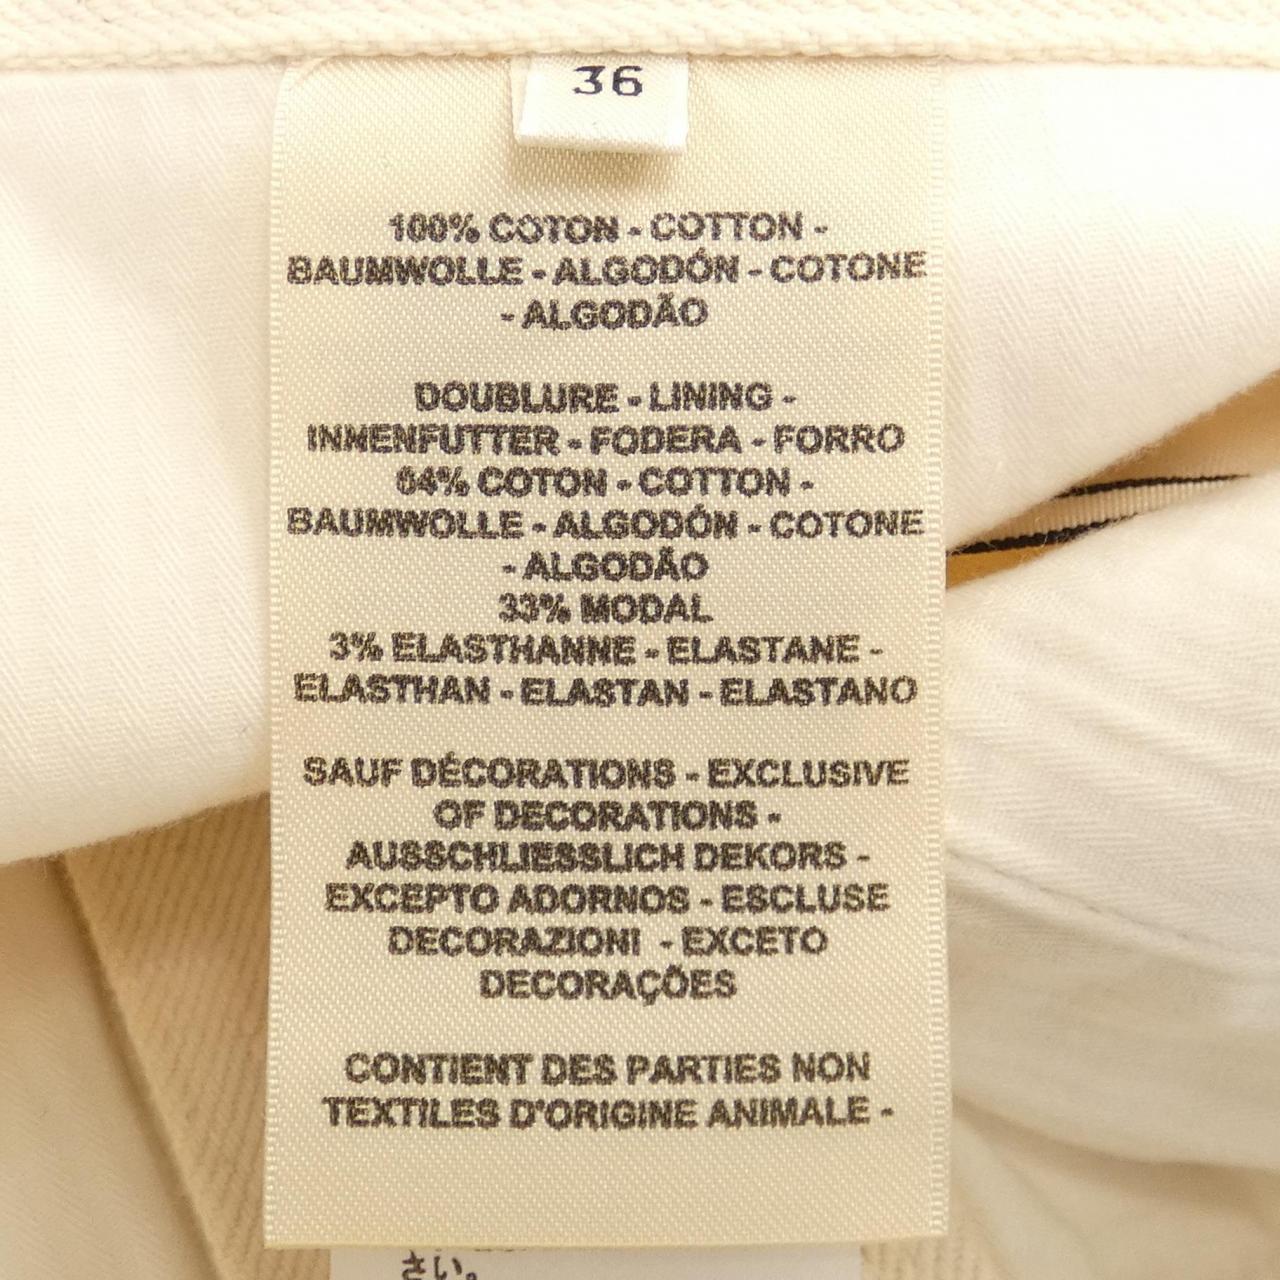 36
100% COTON - COTTON -
BAUMWOLLE - ALGODÓN - COTONE
- ALGODÃO
DOUBLURE - LINING -
INNENFUTTER - FODERA - FORRO
64% COTON - COTTON -
BAUMWOLLE - ALGODÓN - COTONE
- ALGODÃO
33% MODAL
3% ELASTHANNE - ELASTANE -
ELASTHAN - ELASTAN - ELASTANO
SAUF DÉCORATIONS - EXCLUSIVE
OF DECORATIONS -
AUSSCHLIESSLICH DEKORS -
EXCEPTO ADORNOS - ESCLUSE
DECORAZIONI - EXCETO
DECORAÇÕES
CONTIENT DES PARTIES NON
TEXTILES D'ORIGINE ANIMALE -
さい。